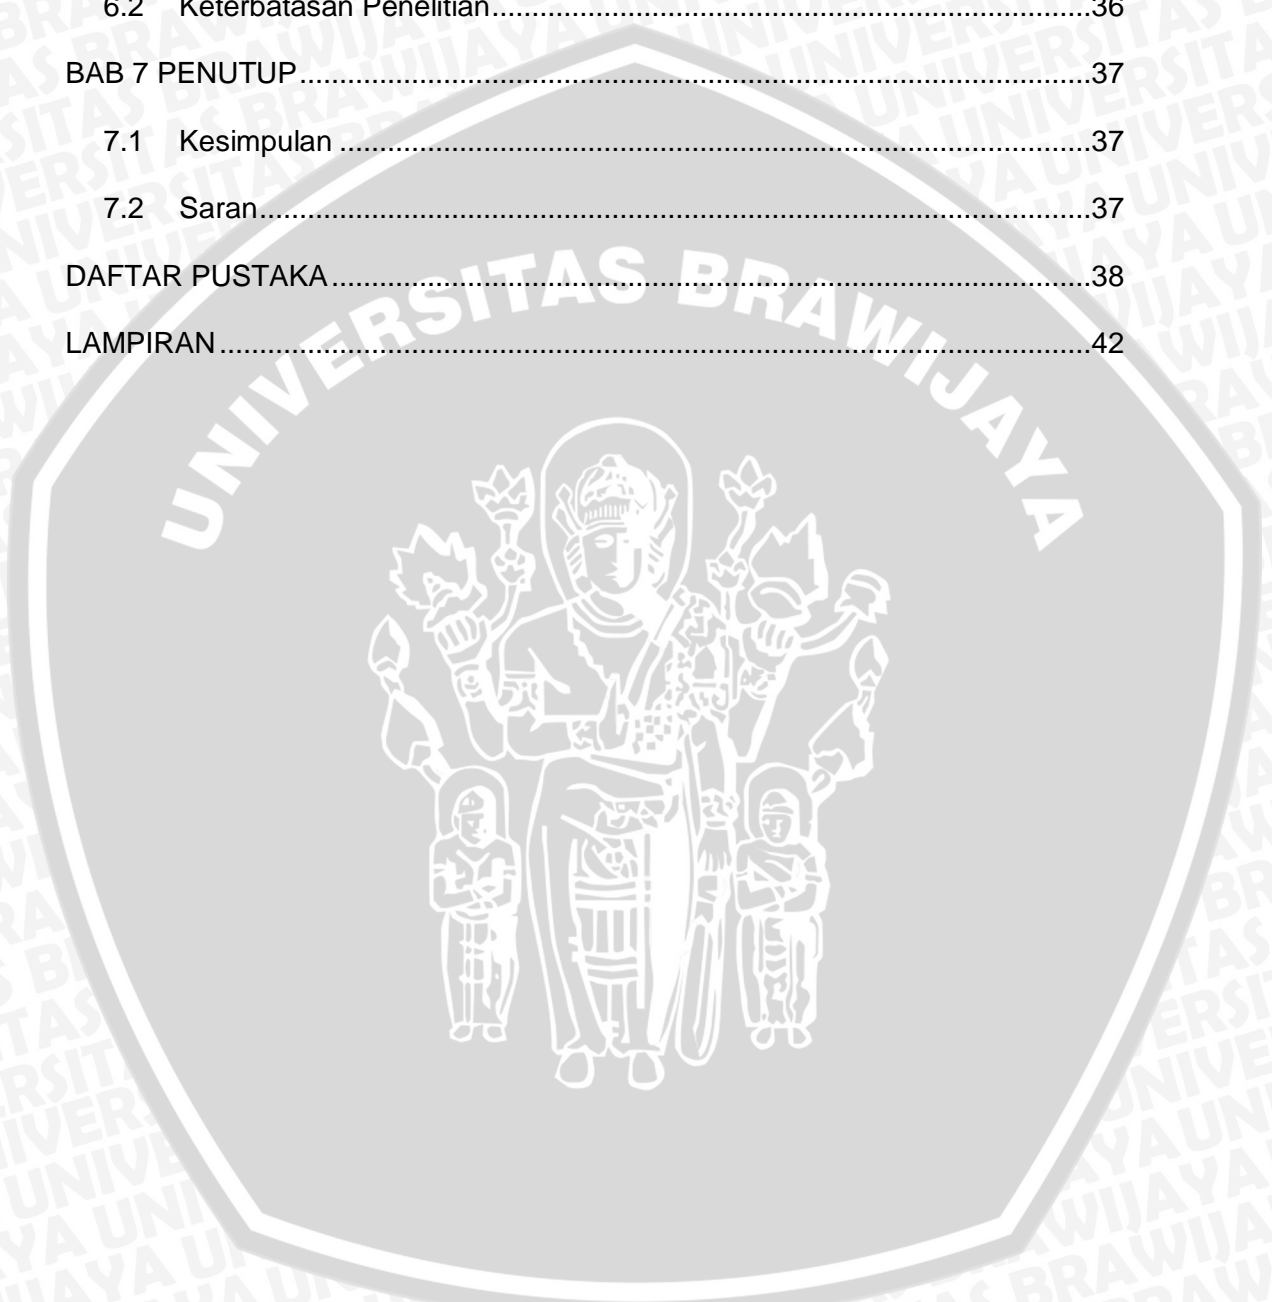 6.2 Keterbatasan Penelitian...........................................................................36
BAB 7 PENUTUP...................................................................................................37
7.1 Kesimpulan ..............................................................................................37
7.2 Saran........................................................................................................37
DAFTAR PUSTAKA...............................................................................................38
LAMPIRAN.............................................................................................................42
UNIVERSITAS BRAWIJAYA